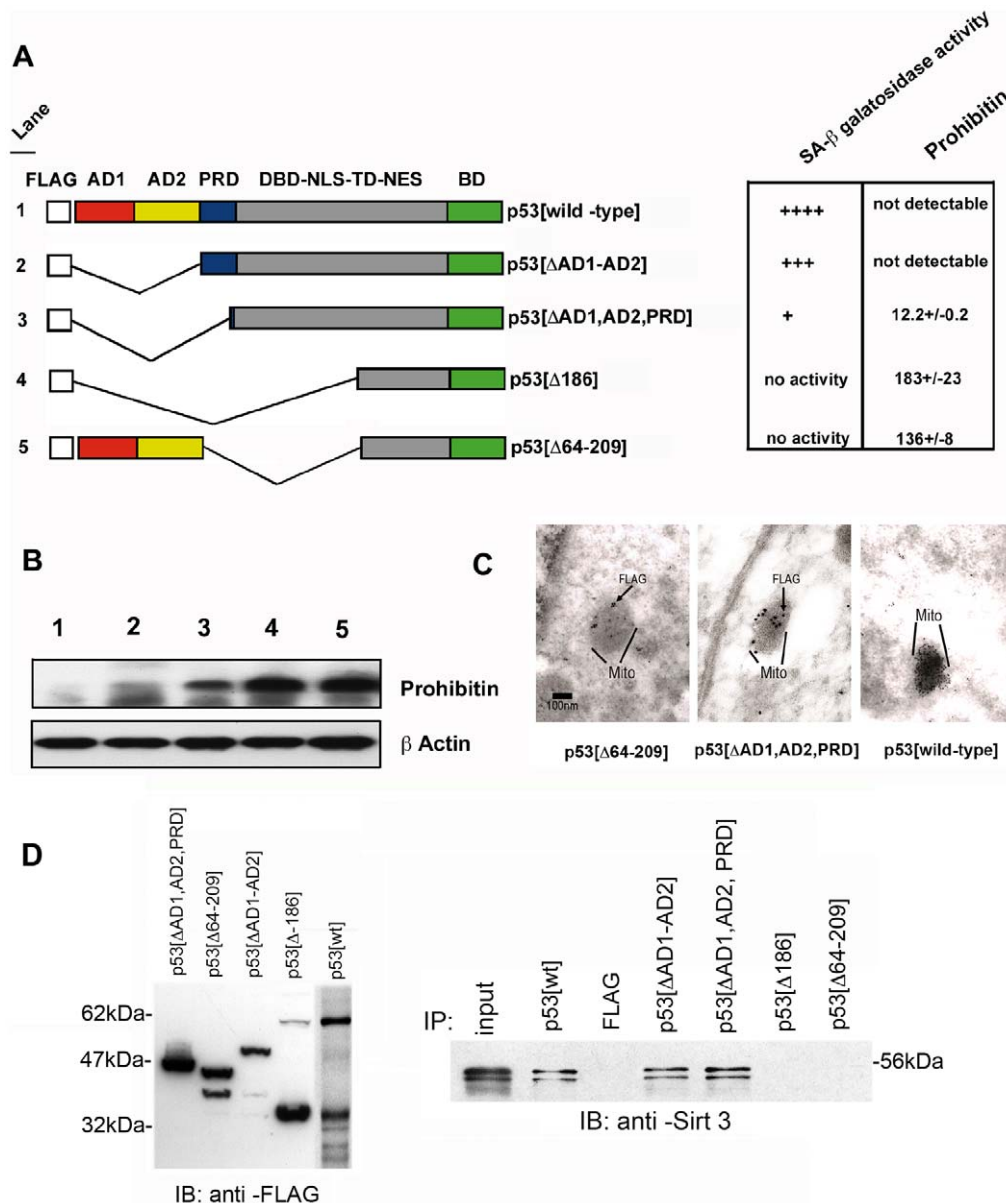 A
Lane
SA-β galatosidase activity
Prohibitin
FLAG AD1 AD2 PRD DBD-NLS-TD-NES BD
1 p53[wild -type] ++++ not detectable
2 p53[ΔAD1-AD2] +++ not detectable
3 p53[ΔAD1,AD2,PRD] + 12.2+/-0.2
4 p53[Δ186] no activity 183+/-23
5 p53[Δ64-209] no activity 136+/-8
B
1 2 3 4 5
Prohibitin
β Actin
C
FLAG
Mito
100nm
p53[Δ64-209]
FLAG
Mito
p53[ΔAD1,AD2,PRD]
Mito
p53[wild-type]
D
p53[ΔAD1,AD2,PRD]
p53[Δ64-209]
p53[ΔAD1-AD2]
p53[Δ-186]
p53[wt]
62kDa-
47kDa-
32kDa-
IB: anti -FLAG
IP:
input
p53[wt]
FLAG
p53[ΔAD1-AD2]
p53[ΔAD1,AD2, PRD]
p53[Δ186]
p53[Δ64-209]
-56kDa
IB: anti -Sirt 3